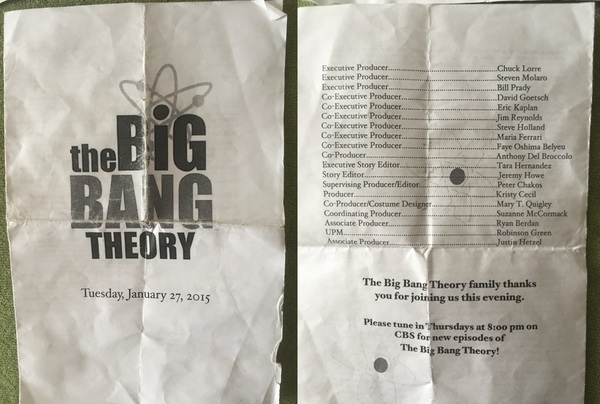 the BiG
BANG
THEORY
Tuesday, January 27, 2015
Executive Producer..............................Chuck Lorre
Executive Producer..............................Steven Molaro
Executive Producer..............................Bill Prady
Co-Executive Producer..............................David Goetsch
Co-Executive Producer..............................Eric Kaplan
Co-Executive Producer..............................Jim Reynolds
Co-Executive Producer..............................Steve Holland
Co-Executive Producer..............................Maria Ferrari
Co-Executive Producer..............................Faye Oshima Belyeu
Co-Producer..............................Anthony Del Broccolo
Executive Story Editor..............................Tara Hernandez
Story Editor..............................Jeremy Howe
Supervising Producer/Editor..............................Peter Chakos
Producer..............................Kristy Cecil
Co-Producer/Costume Designer..............................Mary T. Quigley
Coordinating Producer..............................Suzanne McCormack
Associate Producer..............................Ryan Berdan
UPM..............................Robinson Green
Associate Producer..............................Justin Hetzel
The Big Bang Theory family thanks
you for joining us this evening.
Please tune in Thursdays at 8:00 pm on
CBS for new episodes of
The Big Bang Theory!